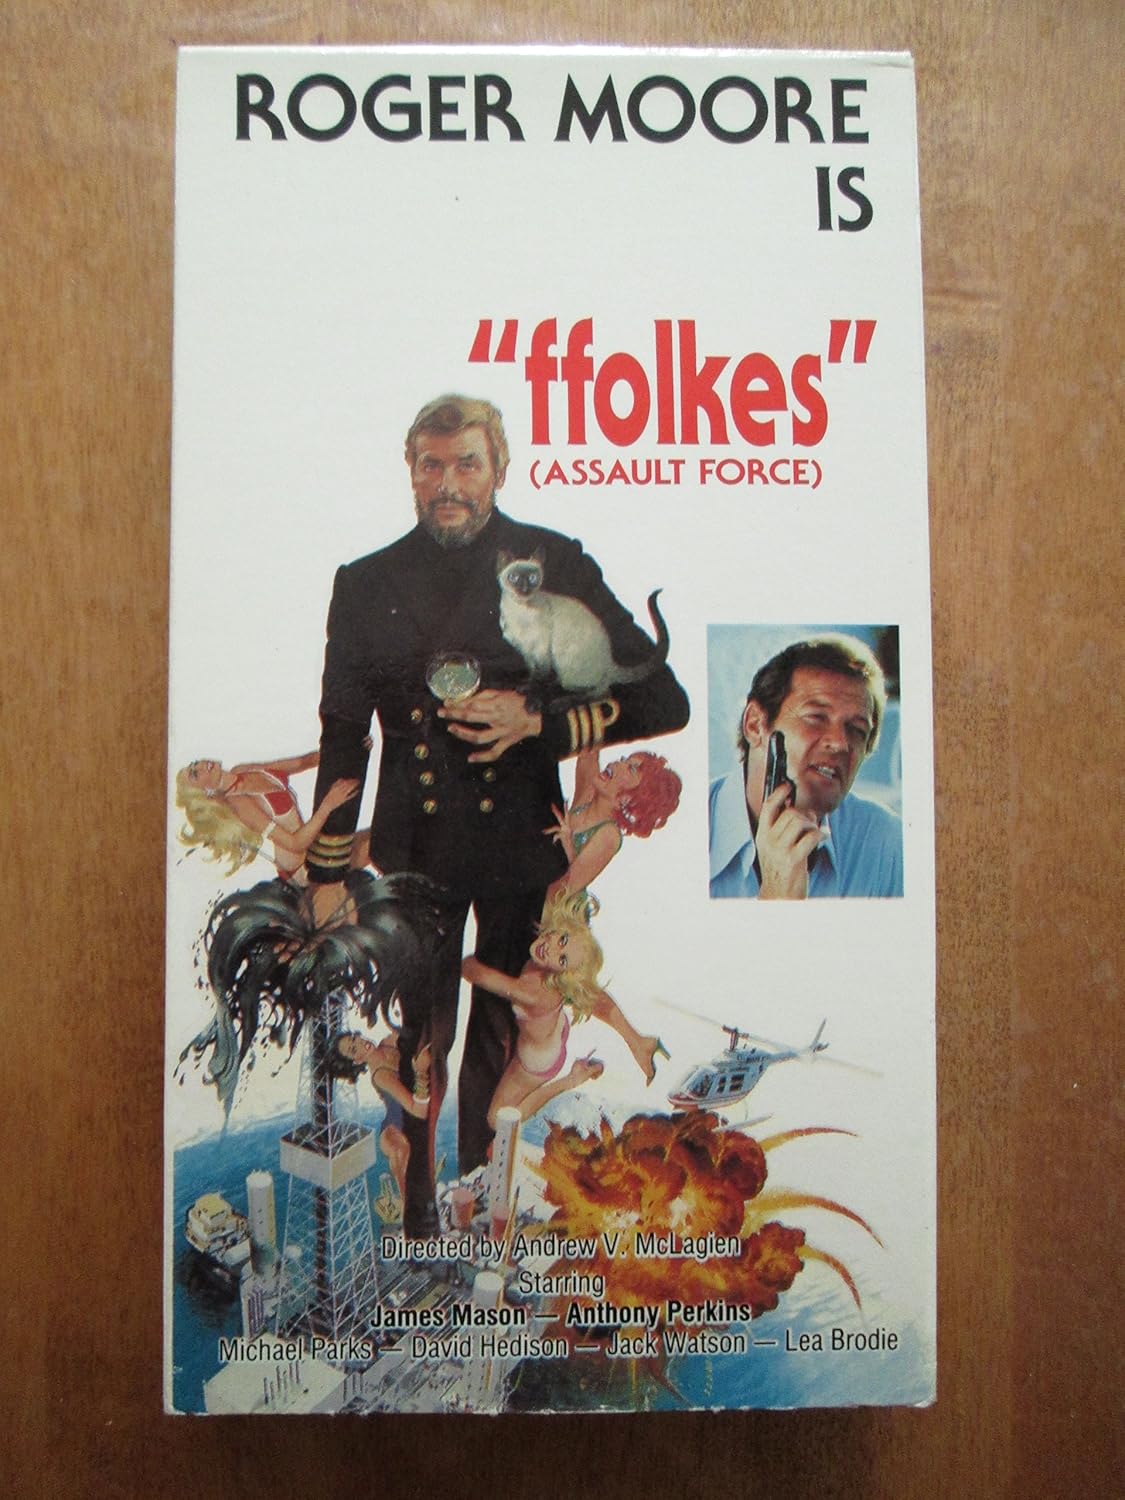 ROGER MOORE
IS
“ffolkes”
(ASSAULT FORCE)
Directed by Andrew V. McLagien
Starring
James Mason — Anthony Perkins
Michael Parks — David Hedison — Jack Watson — Lea Brodie